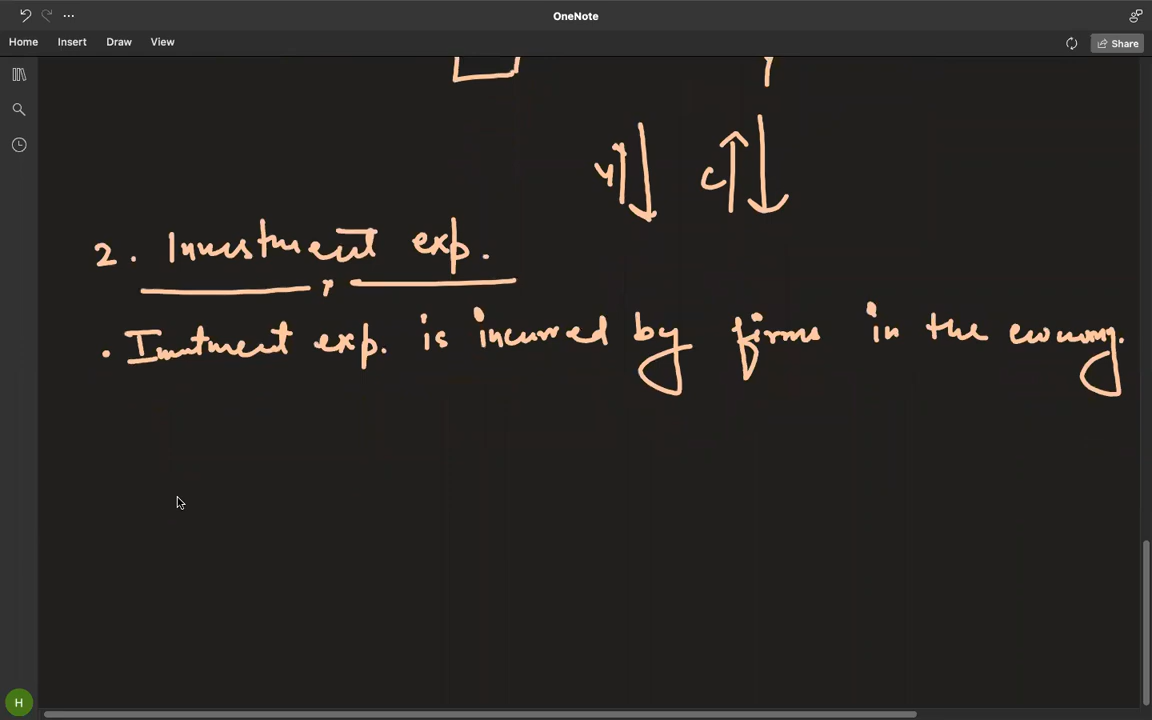 OneNote
Home Insert Draw View
Share
Y C
2. Investment exp.
. Investment exp. is incurred by firms in the economy.
H